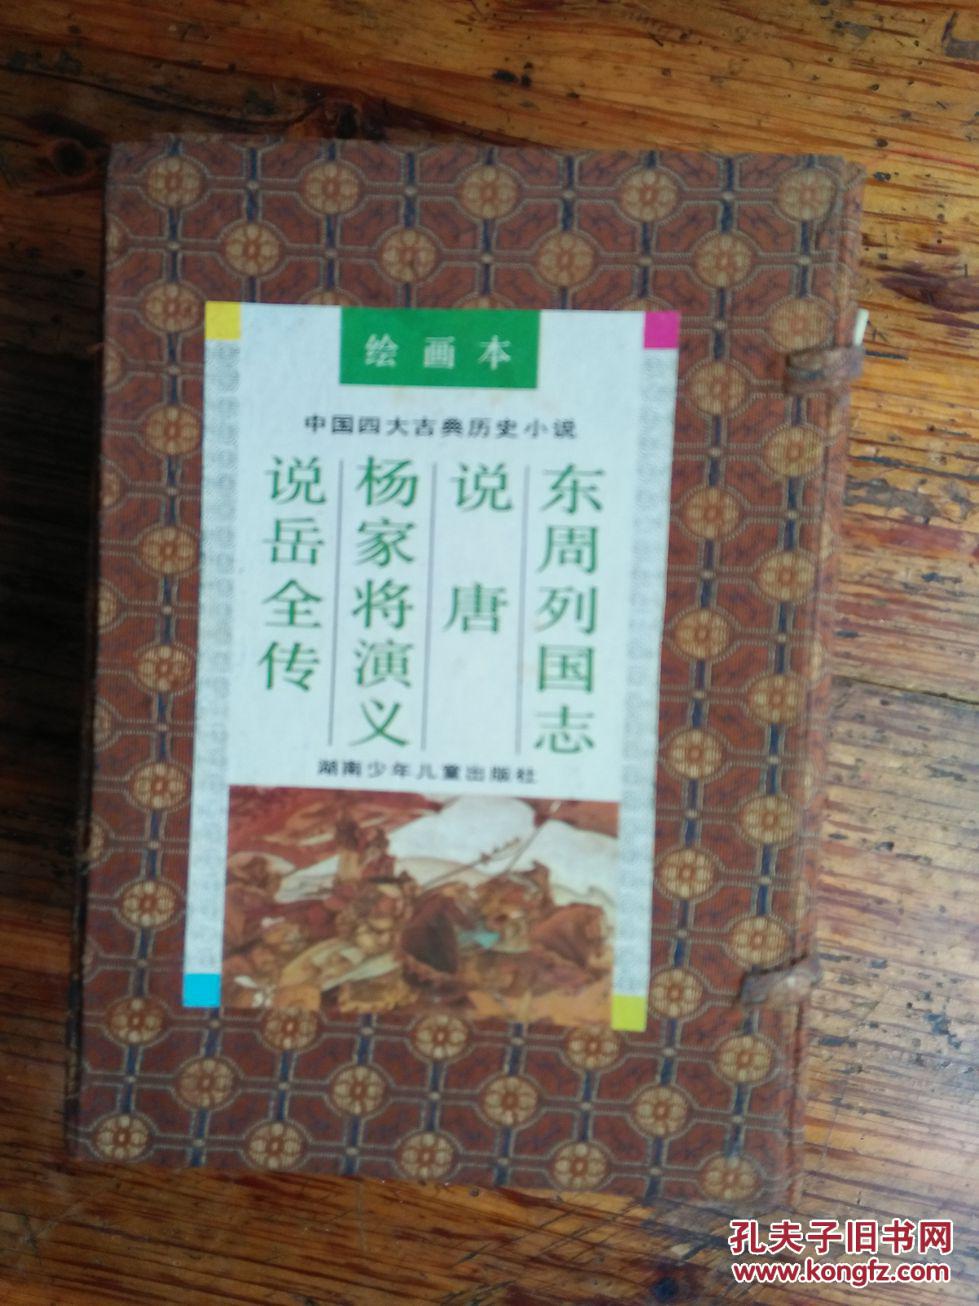 绘画本
中国四大古典历史小说
东周列国志
说唐
杨家将演义
说岳全传
湖南少年儿童出版社
孔夫子旧书网
www.kongfz.com